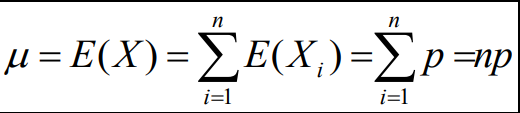 μ = E(X) = ∑_{i=1}^{n} E(X_i) = ∑_{i=1}^{n} p = np